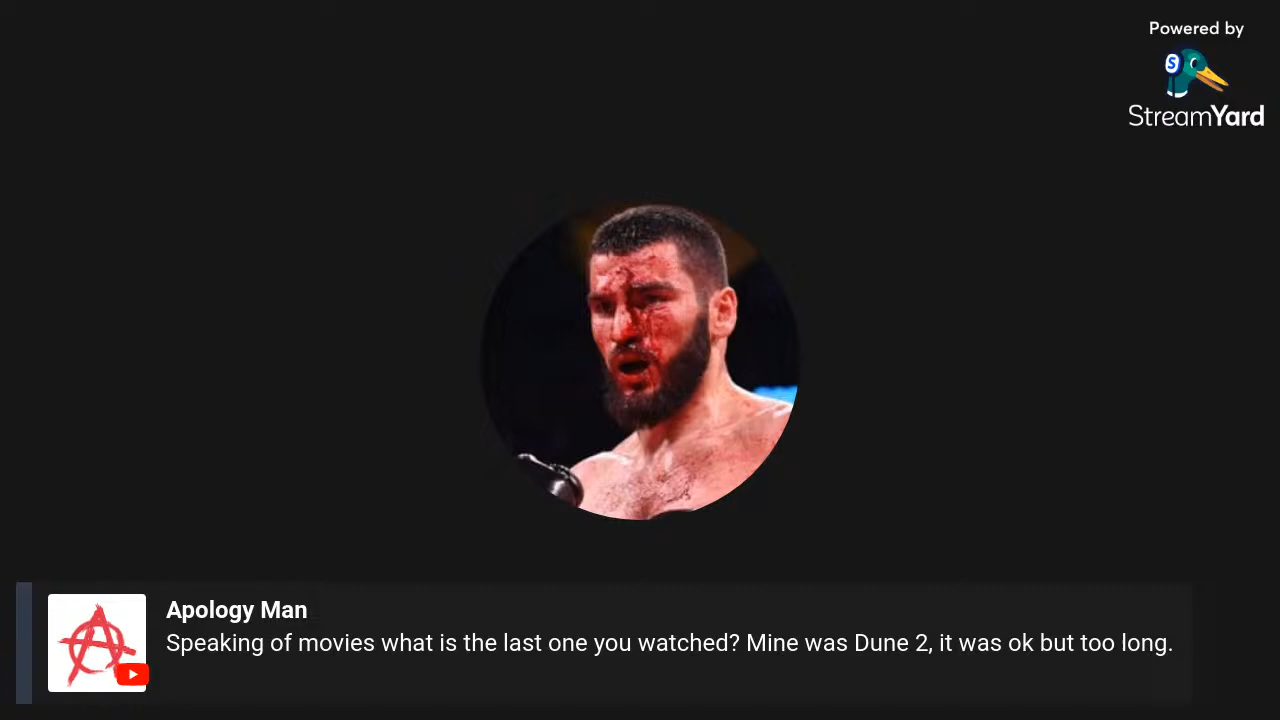 Powered by
S
StreamYard
Apology Man
Speaking of movies what is the last one you watched? Mine was Dune 2, it was ok but too long.